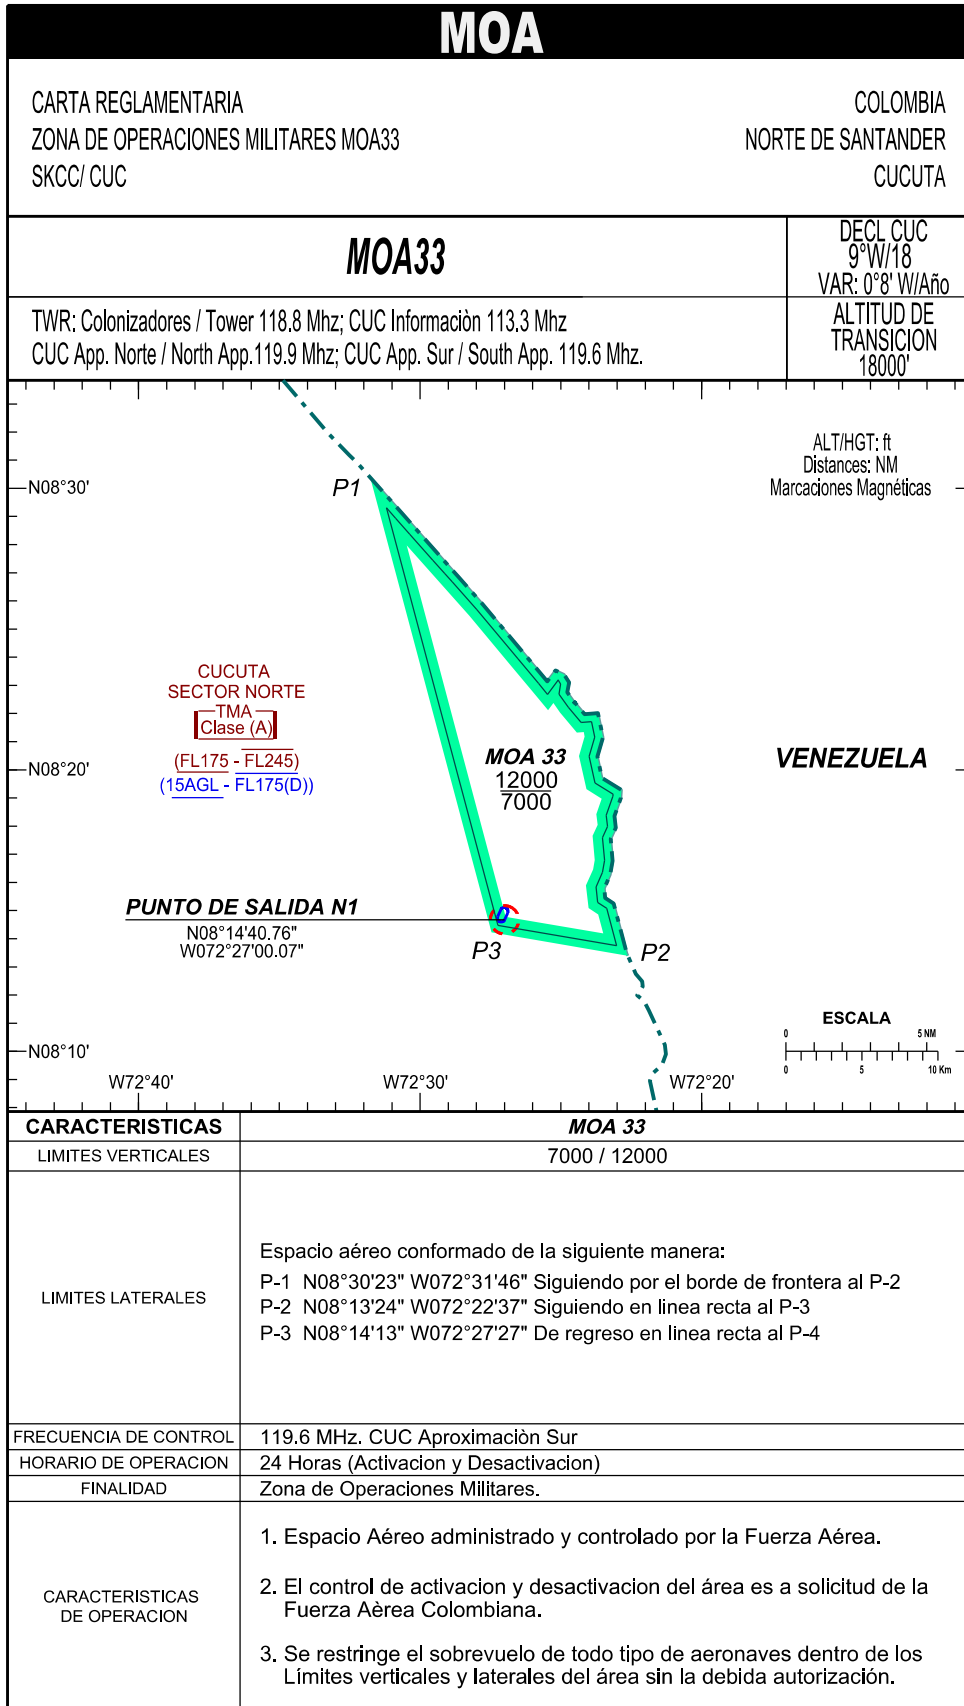 MOA
CARTA REGLAMENTARIA
ZONA DE OPERACIONES MILITARES MOA33
SKCC/ CUC
COLOMBIA
NORTE DE SANTANDER
CUCUTA
MOA33
DECL CUC
9°W/18
VAR: 0°8' W/Año
TWR: Colonizadores / Tower 118.8 Mhz; CUC Informaciòn 113.3 Mhz
CUC App. Norte / North App.119.9 Mhz; CUC App. Sur / South App. 119.6 Mhz.
ALTITUD DE
TRANSICION
18000'
ALT/HGT: ft
Distances: NM
Marcaciones Magnéticas
N08°30'
P1
CUCUTA
SECTOR NORTE
TMA
Clase (A)
(FL175 - FL245)
(15AGL - FL175(D))
N08°20'
MOA 33
12000
7000
VENEZUELA
PUNTO DE SALIDA N1
N08°14'40.76"
W072°27'00.07"
P3
P2
ESCALA
0 5 NM
0 5 10 Km
N08°10'
W72°40' W72°30' W72°20'
CARACTERISTICAS MOA 33
LIMITES VERTICALES 7000 / 12000
LIMITES LATERALES
Espacio aéreo conformado de la siguiente manera:
P-1 N08°30'23" W072°31'46" Siguiendo por el borde de frontera al P-2
P-2 N08°13'24" W072°22'37" Siguiendo en linea recta al P-3
P-3 N08°14'13" W072°27'27" De regreso en linea recta al P-4
FRECUENCIA DE CONTROL 119.6 MHz. CUC Aproximaciòn Sur
HORARIO DE OPERACION 24 Horas (Activacion y Desactivacion)
FINALIDAD Zona de Operaciones Militares.
CARACTERISTICAS
DE OPERACION
1. Espacio Aéreo administrado y controlado por la Fuerza Aérea.
2. El control de activacion y desactivacion del área es a solicitud de la
Fuerza Aèrea Colombiana.
3. Se restringe el sobrevuelo de todo tipo de aeronaves dentro de los
Límites verticales y laterales del área sin la debida autorización.